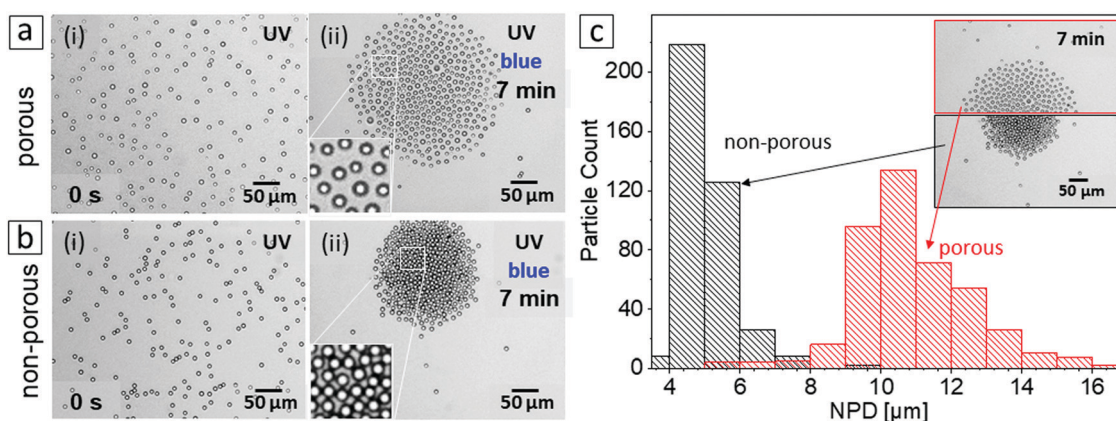 a
porous
(i)
UV
0 s
50 µm
(ii)
UV
blue
7 min
50 µm
b
non-porous
(i)
UV
0 s
50 µm
(ii)
UV
blue
7 min
50 µm
c
Particle Count
200
160
120
80
40
0
4 6 8 10 12 14 16
NPD [µm]
non-porous
porous
7 min
50 µm